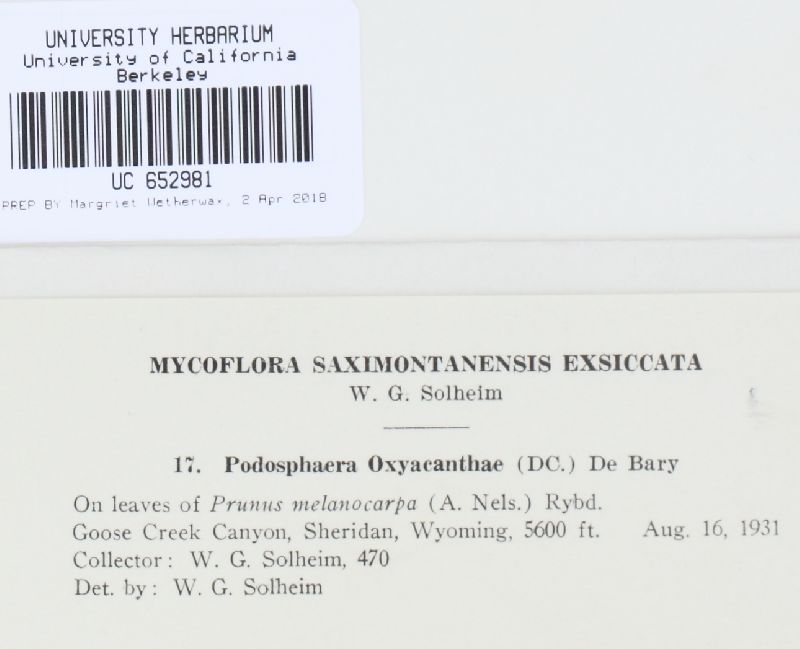 UNIVERSITY HERBARIUM
University of California
Berkeley
UC 652981
PREP BY Margriet Wetherwax, 2 Apr 2018
MYCOFLORA SAXIMONTANENSIS EXSICCATA
W. G. Solheim
17. Podosphaera Oxyacanthae (DC.) De Bary
On leaves of Prunus melanocarpa (A. Nels.) Rybd.
Goose Creek Canyon, Sheridan, Wyoming, 5600 ft. Aug. 16, 1931
Collector: W. G. Solheim, 470
Det. by: W. G. Solheim